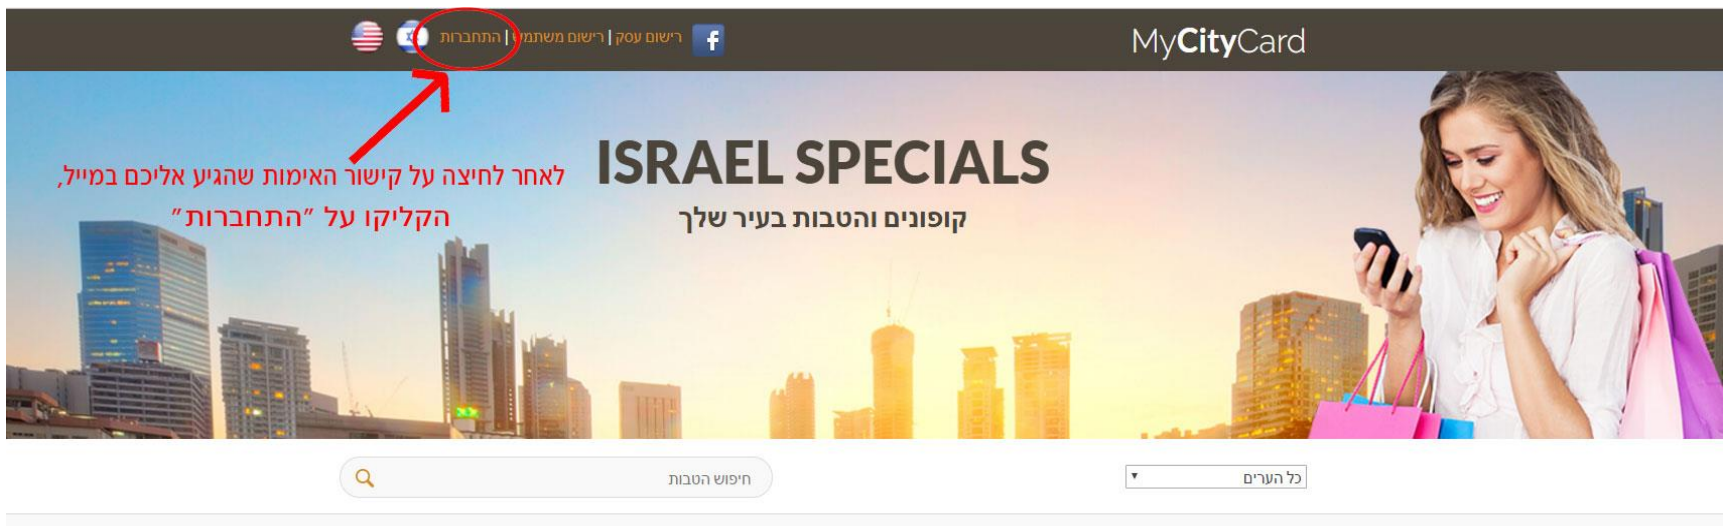 MyCityCard
רישום עסק | רישום משתמש | התחברות
ISRAEL SPECIALS
קופונים והטבות בעיר שלך
לאחר לחיצה על קישור האימות שהגיע אליכם במייל,
הקליקו על "התחברות"
כל הערים
חיפוש הטבות